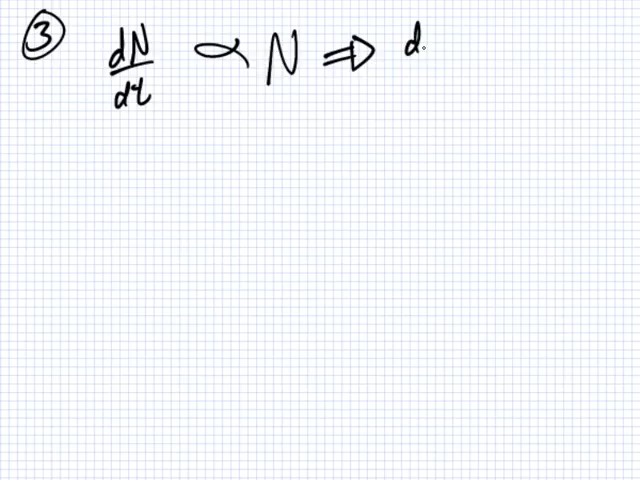 ③ dN/dt ∝ N ⇒ d